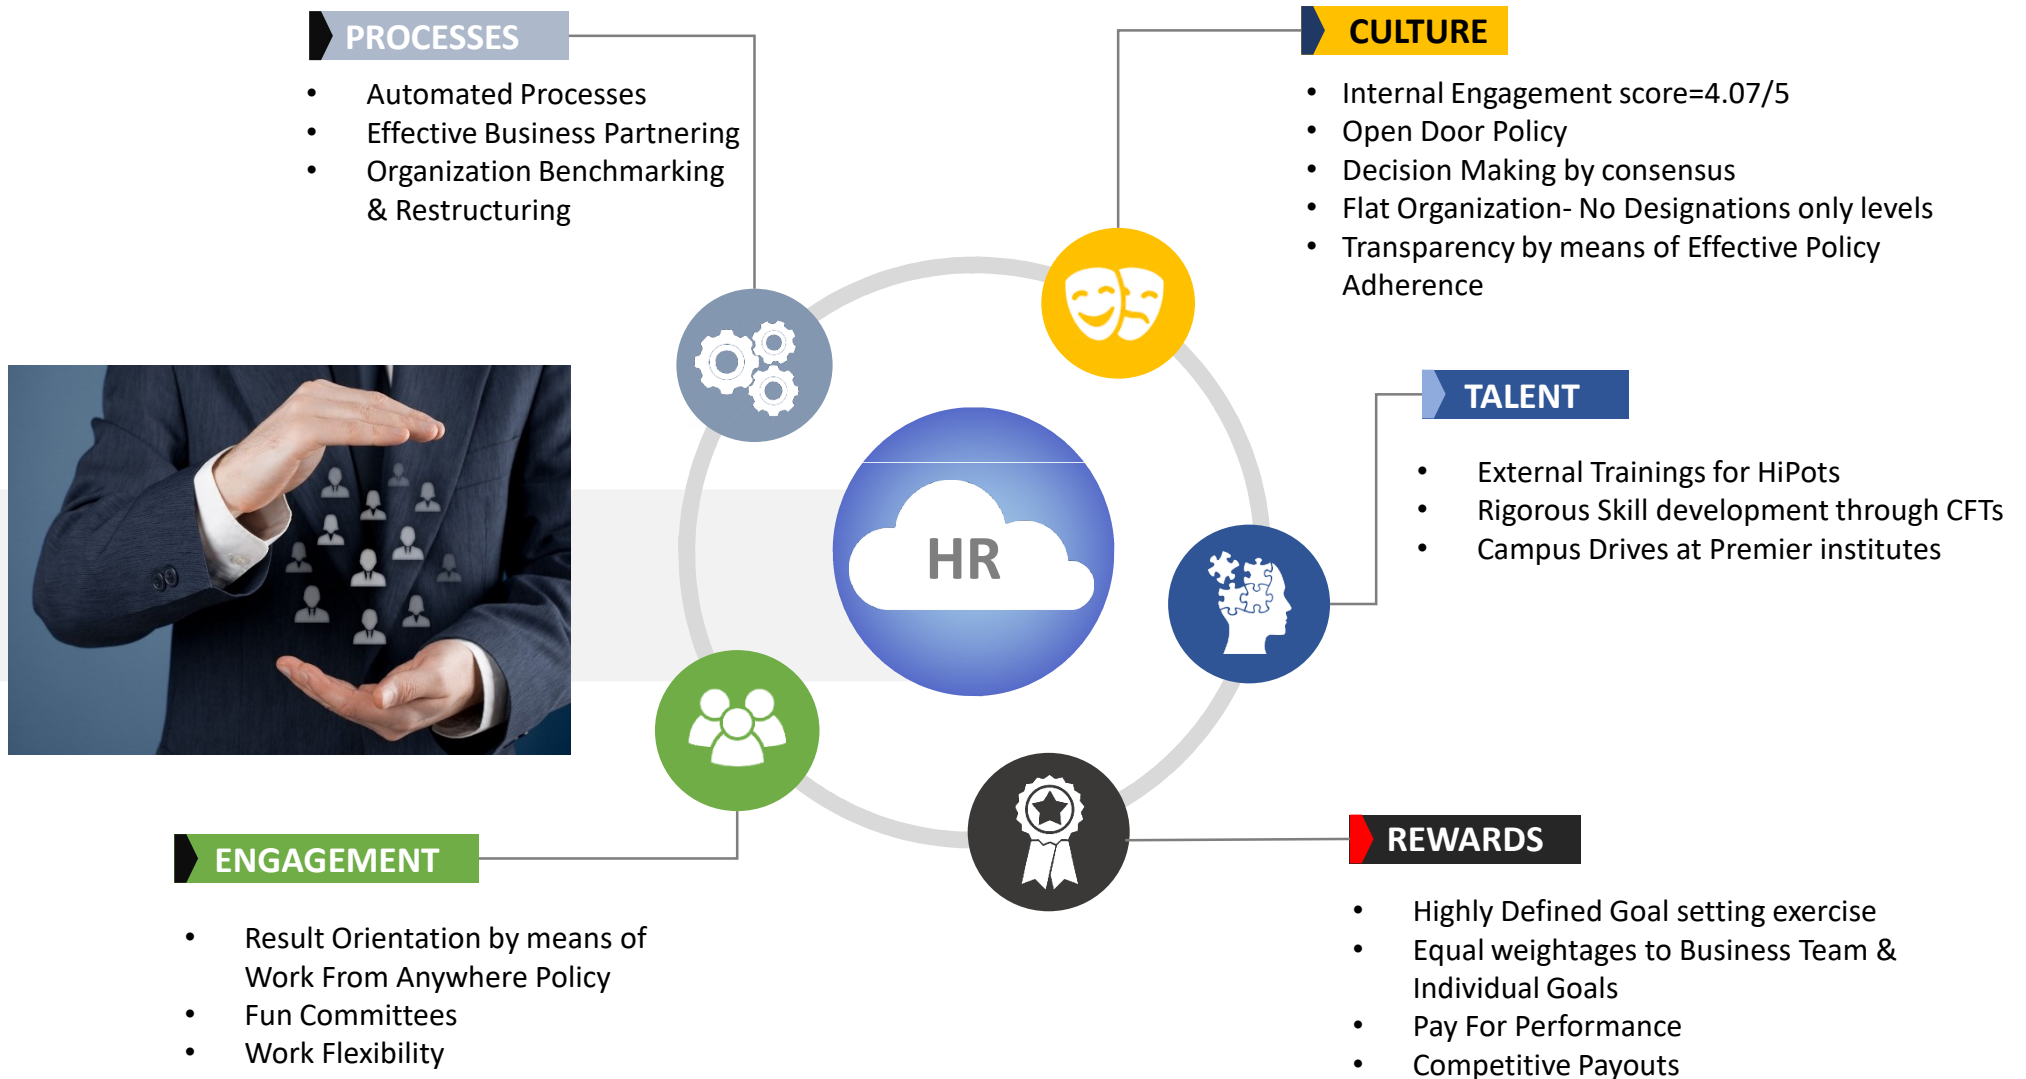 PROCESSES
• Automated Processes
• Effective Business Partnering
• Organization Benchmarking
& Restructuring
CULTURE
• Internal Engagement score=4.07/5
• Open Door Policy
• Decision Making by consensus
• Flat Organization- No Designations only levels
• Transparency by means of Effective Policy
Adherence
TALENT
• External Trainings for HiPots
• Rigorous Skill development through CFTs
• Campus Drives at Premier institutes
HR
ENGAGEMENT
• Result Orientation by means of
Work From Anywhere Policy
• Fun Committees
• Work Flexibility
REWARDS
• Highly Defined Goal setting exercise
• Equal weightages to Business Team &
Individual Goals
• Pay For Performance
• Competitive Payouts